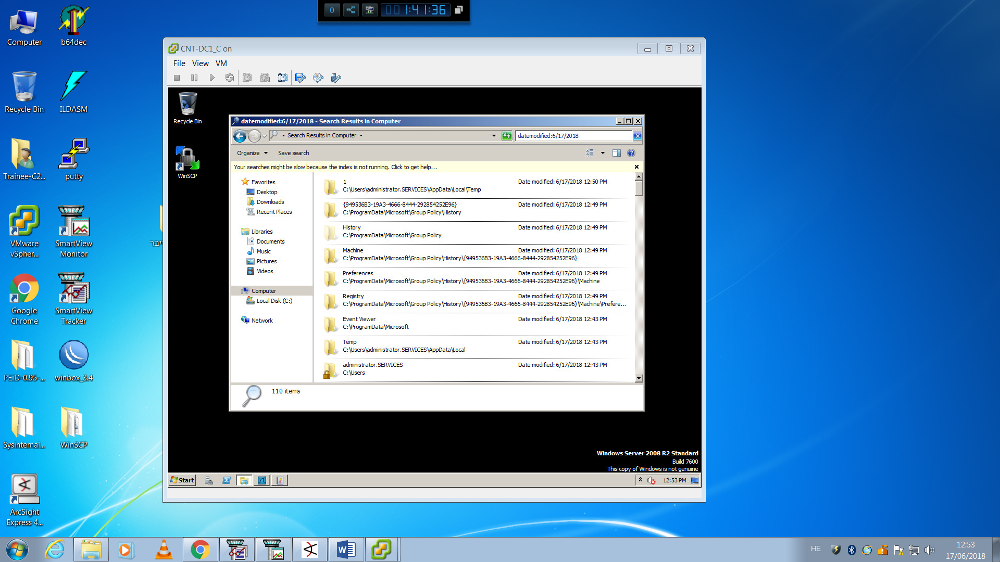 0
00 1:41:36
Computer
b64dec
Recycle Bin
ILDASM
Trainee-C2...
putty
VMware
vSpher...
SmartView
Monitor
Google
Chrome
SmartView
Tracker
PEiD-0.95-...
winbox_3.4
Sysinternal...
WinSCP
ArcSight
Express 4...
יבר
CNT-DC1_C on
File
View
VM
Recycle Bin
WinSCP
datemodified:6/17/2018 - Search Results in Computer
Search Results in Computer
datemodified:6/17/2018
Organize
Save search
Your searches might be slow because the index is not running. Click to get help...
Favorites
Desktop
Downloads
Recent Places
Libraries
Documents
Music
Pictures
Videos
Computer
Local Disk (C:)
Network
1
Date modified: 6/17/2018 12:50 PM
C:\Users\administrator.SERVICES\AppData\Local\Temp
{949536B3-19A3-4666-8444-292854252E96}
Date modified: 6/17/2018 12:49 PM
C:\ProgramData\Microsoft\Group Policy\History
History
Date modified: 6/17/2018 12:49 PM
C:\ProgramData\Microsoft\Group Policy
Machine
Date modified: 6/17/2018 12:49 PM
C:\ProgramData\Microsoft\Group Policy\History\{949536B3-19A3-4666-8444-292854252E96}
Preferences
Date modified: 6/17/2018 12:49 PM
C:\ProgramData\Microsoft\Group Policy\History\{949536B3-19A3-4666-8444-292854252E96}\Machine
Registry
Date modified: 6/17/2018 12:49 PM
C:\ProgramData\Microsoft\Group Policy\History\{949536B3-19A3-4666-8444-292854252E96}\Machine\Prefere...
Event Viewer
Date modified: 6/17/2018 12:43 PM
C:\ProgramData\Microsoft
Temp
Date modified: 6/17/2018 12:43 PM
C:\Users\administrator.SERVICES\AppData\Local
administrator.SERVICES
Date modified: 6/17/2018 12:43 PM
C:\Users
110 items
Windows Server 2008 R2 Standard
Build 7600
This copy of Windows is not genuine
Start
12:53 PM
HE
12:53
17/06/2018